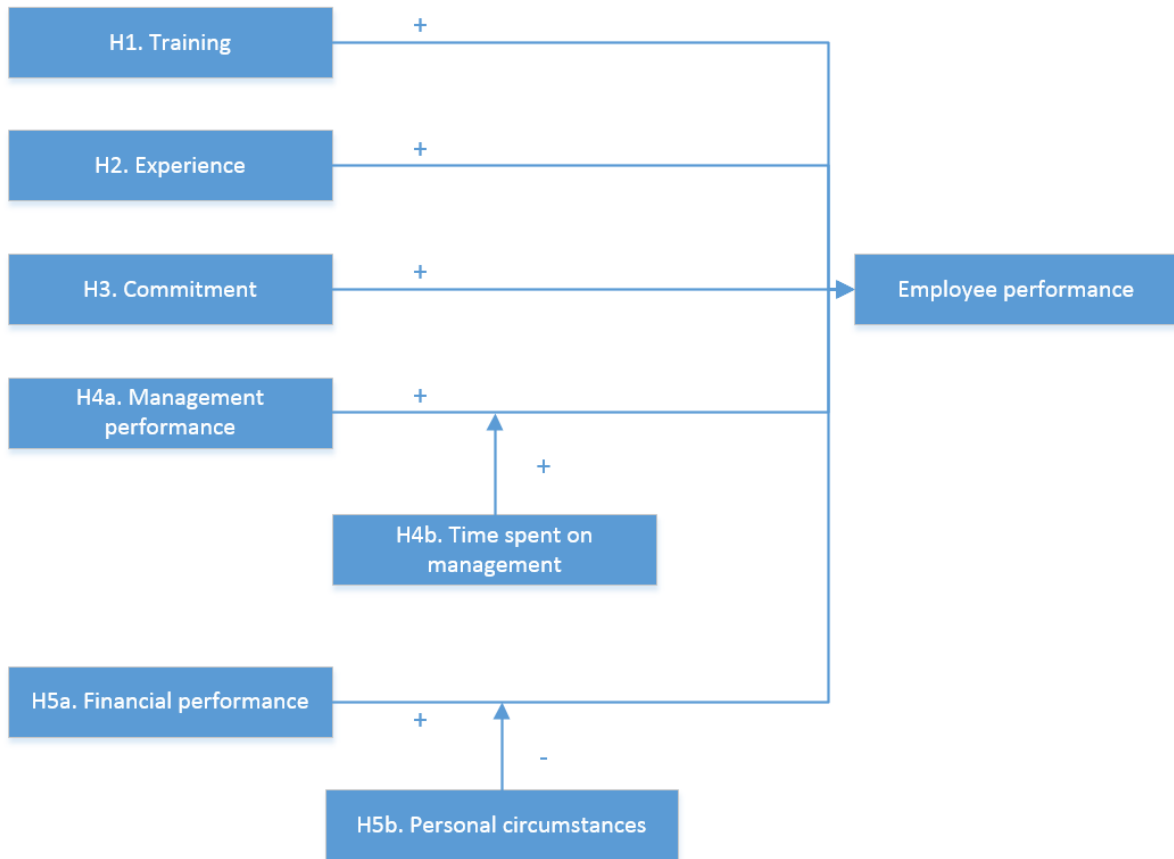 H1. Training
+
H2. Experience
+
H3. Commitment
+
Employee performance
H4a. Management
performance
+
+
H4b. Time spent on
management
H5a. Financial performance
+
-
H5b. Personal circumstances